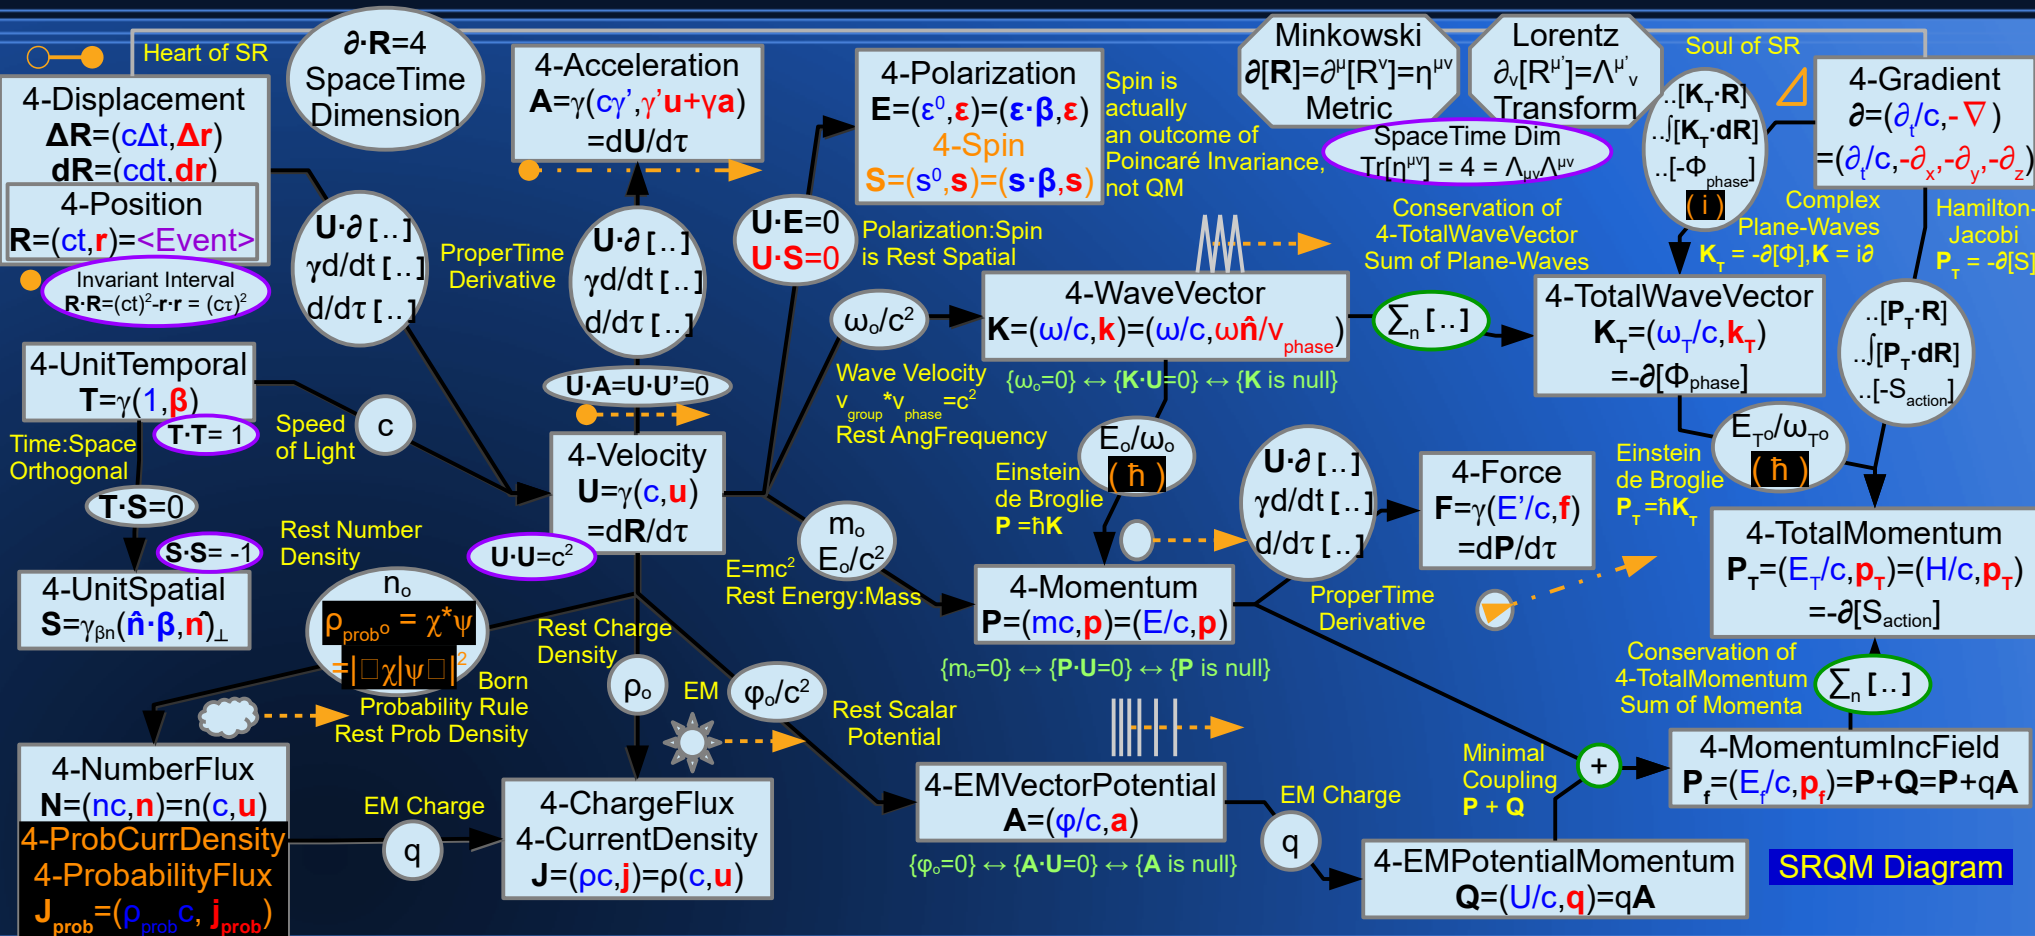 Heart of SR
4-Displacement
ΔR=(cΔt,Δr)
dR=(cdt,dr)
4-Position
R=(ct,r)=<Event>
Invariant Interval
R·R=(ct)²-r·r = (cτ)²
∂·R=4
SpaceTime
Dimension
4-Acceleration
A=γ(cγ’,γ’u+γa)
=dU/dτ
4-Polarization
E=(ε⁰,ε)=(ε·β,ε)
4-Spin
S=(s⁰,s)=(s·β,s)
Spin is
actually
an outcome of
Poincaré Invariance,
not QM
Minkowski
∂[R]=∂^μ[R^ν]=η^μν
Metric
Lorentz
∂_ν[R^μ’]=Λ^μ’_ν
Transform
SpaceTime Dim
Tr[η^μν] = 4 = Λ_μνΛ^μν
Soul of SR
..[K_T·R]
..∫[K_T·dR]
..[-Φ_phase]
( i )
4-Gradient
∂=(∂_t/c,-∇)
=(∂_t/c,-∂_x,-∂_y,-∂_z)
U·∂[..]
γd/dt[..]
d/dτ[..]
ProperTime
Derivative
U·∂[..]
γd/dt[..]
d/dτ[..]
U·E=0
U·S=0
Polarization:Spin
is Rest Spatial
Conservation of
4-TotalWaveVector
Sum of Plane-Waves
Complex
Plane-Waves
K_T = -∂[Φ],K = i∂
Hamilton-
Jacobi
P_T = -∂[S]
4-UnitTemporal
T=γ(1,β)
T·T= 1
Time:Space
Orthogonal
T·S=0
S·S= -1
4-UnitSpatial
S=γ_βn(n̂·β,n̂)_⊥
Speed
of Light
c
U·A=U·U’=0
4-Velocity
U=γ(c,u)
=dR/dτ
U·U=c²
ω_o/c²
4-WaveVector
K=(ω/c,k)=(ω/c,ωn̂/v_phase)
{ω_o=0} ↔ {K·U=0} ↔ {K is null}
Wave Velocity
v_group*v_phase=c²
Rest AngFrequency
∑_n[..]
4-TotalWaveVector
K_T=(ω_T/c,k_T)
=-∂[Φ_phase]
..[P_T·R]
..∫[P_T·dR]
..[-S_action]
E_o/ω_o
(ħ)
Einstein
de Broglie
P =ħK
U·∂[..]
γd/dt[..]
d/dτ[..]
ProperTime
Derivative
4-Force
F=γ(E’/c,f)
=dP/dτ
Einstein
de Broglie
P_T =ħK_T
E_To/ω_To
(ħ)
4-TotalMomentum
P_T=(E_T/c,p_T)=(H/c,p_T)
=-∂[S_action]
m_o
E_o/c²
E=mc²
Rest Energy:Mass
4-Momentum
P=(mc,p)=(E/c,p)
{m_o=0} ↔ {P·U=0} ↔ {P is null}
Rest Number
Density
n_o
ρ_probo = χ*ψ
=|□χ|ψ□|²
Born
Probability Rule
Rest Prob Density
Rest Charge
Density
ρ_o
EM
φ_o/c²
Rest Scalar
Potential
Conservation of
4-TotalMomentum
Sum of Momenta
∑_n[..]
4-NumberFlux
N=(nc,n)=n(c,u)
4-ProbCurrDensity
4-ProbabilityFlux
J_prob=(ρ_probc, j_prob)
EM Charge
q
4-ChargeFlux
4-CurrentDensity
J=(ρc,j)=ρ(c,u)
4-EMVectorPotential
A=(φ/c,a)
{φ_o=0} ↔ {A·U=0} ↔ {A is null}
EM Charge
q
Minimal
Coupling
P + Q
+
4-MomentumIncField
P_f=(E_f/c,p_f)=P+Q=P+qA
4-EMPotentialMomentum
Q=(U/c,q)=qA
SRQM Diagram